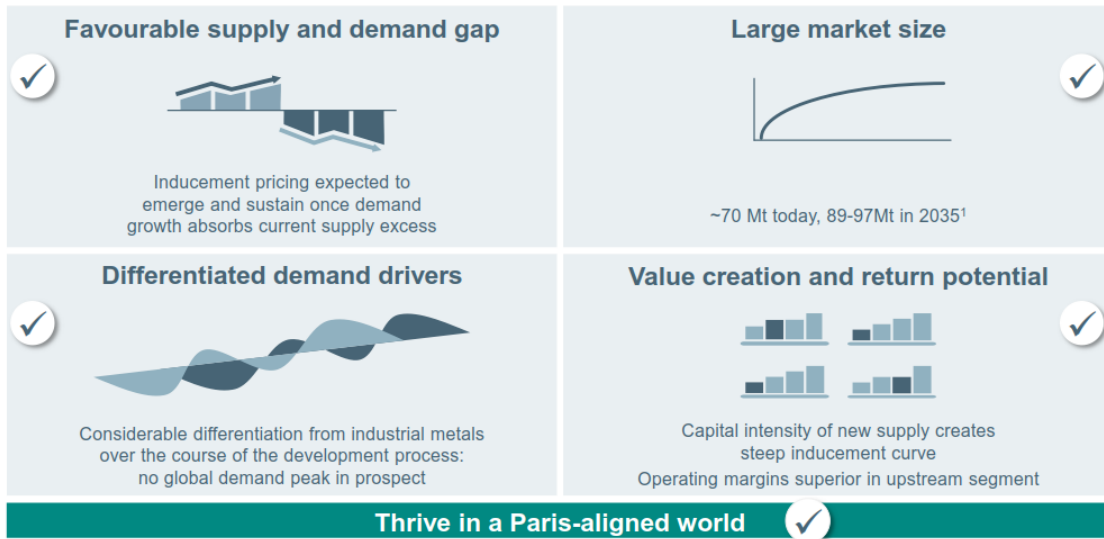 Favourable supply and demand gap
Inducement pricing expected to
emerge and sustain once demand
growth absorbs current supply excess
Large market size
~70 Mt today, 89-97Mt in 2035¹
Differentiated demand drivers
Considerable differentiation from industrial metals
over the course of the development process:
no global demand peak in prospect
Value creation and return potential
Capital intensity of new supply creates
steep inducement curve
Operating margins superior in upstream segment
Thrive in a Paris-aligned world